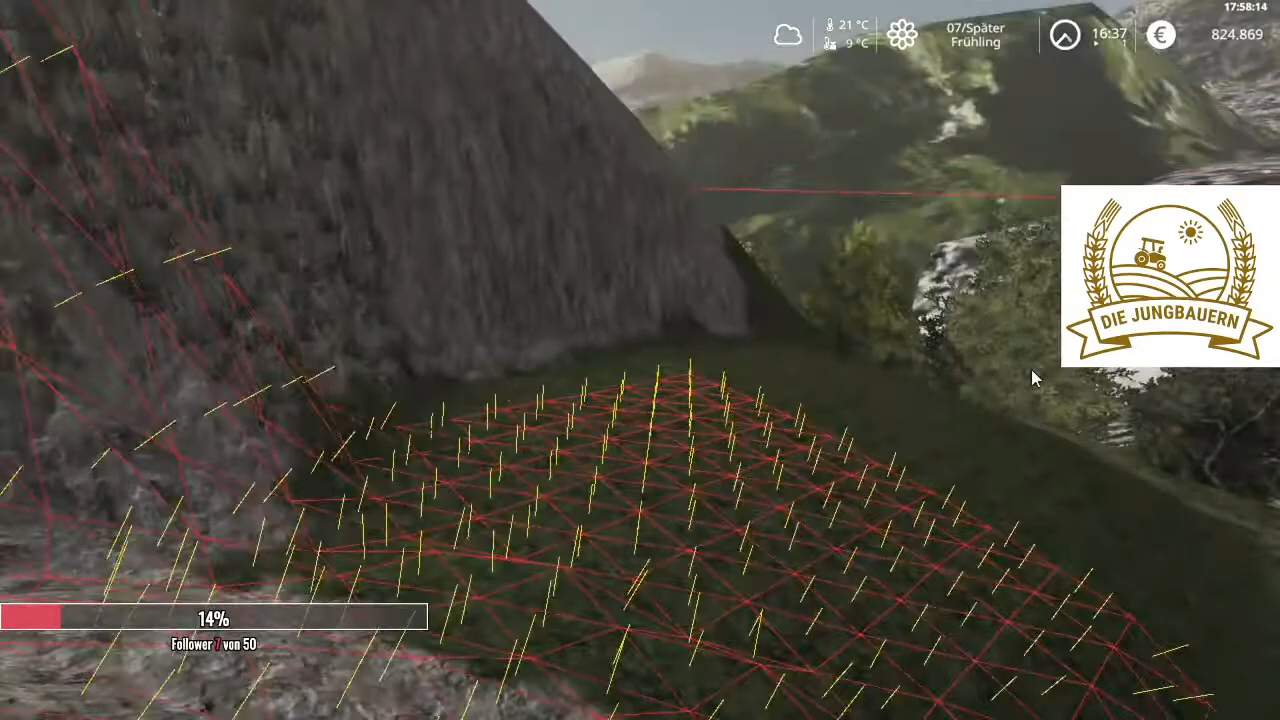 17:58:14
21 °C
9 °C
07/Später
Frühling
16:37
1
824.869
DIE JUNGBAUERN
14%
Follower 7 von 50